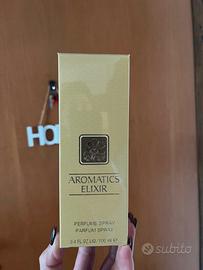 HO
AROMATICS
ELIXIR
PERFUME SPRAY
PARFUM SPRAY
3.4 FL.OZ.LIQ./100 ml ℮
subito